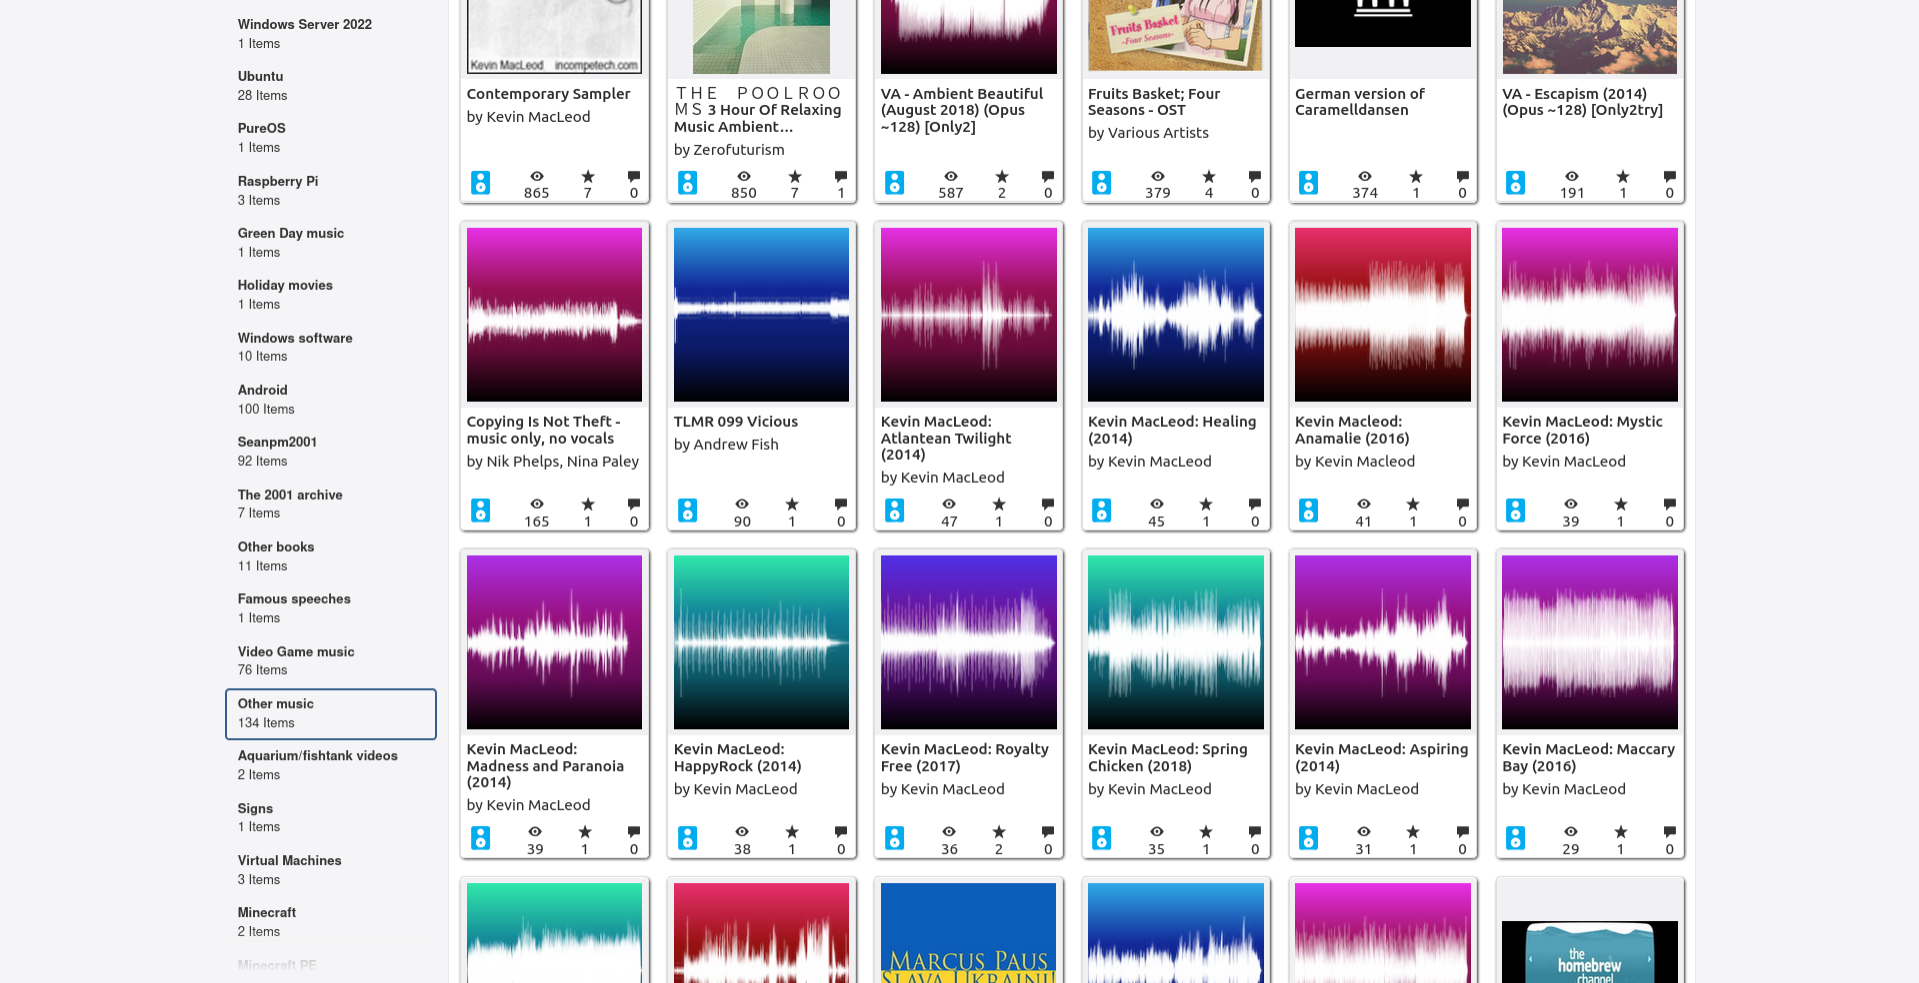 Windows Server 2022
1 Items
Ubuntu
28 Items
PureOS
1 Items
Raspberry Pi
3 Items
Green Day music
1 Items
Holiday movies
1 Items
Windows software
10 Items
Android
100 Items
Seanpm2001
92 Items
The 2001 archive
7 Items
Other books
11 Items
Famous speeches
1 Items
Video Game music
76 Items
Other music
134 Items
Aquarium/fishtank videos
2 Items
Signs
1 Items
Virtual Machines
3 Items
Minecraft
2 Items
Minecraft PE
Kevin MacLeod incompetech.com
Contemporary Sampler
by Kevin MacLeod
865 7 0
ＴＨＥ ＰＯＯＬＲＯＯ
ＭＳ 3 Hour Of Relaxing
Music Ambient...
by Zerofuturism
850 7 1
VA - Ambient Beautiful
(August 2018) (Opus
~128) [Only2]
587 2 0
Fruits Basket
-Four Seasons-
Fruits Basket; Four
Seasons - OST
by Various Artists
379 4 0
German version of
Caramelldansen
374 1 0
VA - Escapism (2014)
(Opus ~128) [Only2try]
191 1 0
Copying Is Not Theft -
music only, no vocals
by Nik Phelps, Nina Paley
165 1 0
TLMR 099 Vicious
by Andrew Fish
90 1 0
Kevin MacLeod:
Atlantean Twilight
(2014)
by Kevin MacLeod
47 1 0
Kevin MacLeod: Healing
(2014)
by Kevin MacLeod
45 1 0
Kevin Macleod:
Anamalie (2016)
by Kevin Macleod
41 1 0
Kevin MacLeod: Mystic
Force (2016)
by Kevin MacLeod
39 1 0
Kevin MacLeod:
Madness and Paranoia
(2014)
by Kevin MacLeod
39 1 0
Kevin MacLeod:
HappyRock (2014)
by Kevin MacLeod
38 1 0
Kevin MacLeod: Royalty
Free (2017)
by Kevin MacLeod
36 2 0
Kevin MacLeod: Spring
Chicken (2018)
by Kevin MacLeod
35 1 0
Kevin MacLeod: Aspiring
(2014)
by Kevin MacLeod
31 1 0
Kevin MacLeod: Maccary
Bay (2016)
by Kevin MacLeod
29 1 0
MARCUS PAUS
SLAVA UKRAINI!
the
homebrew
channel